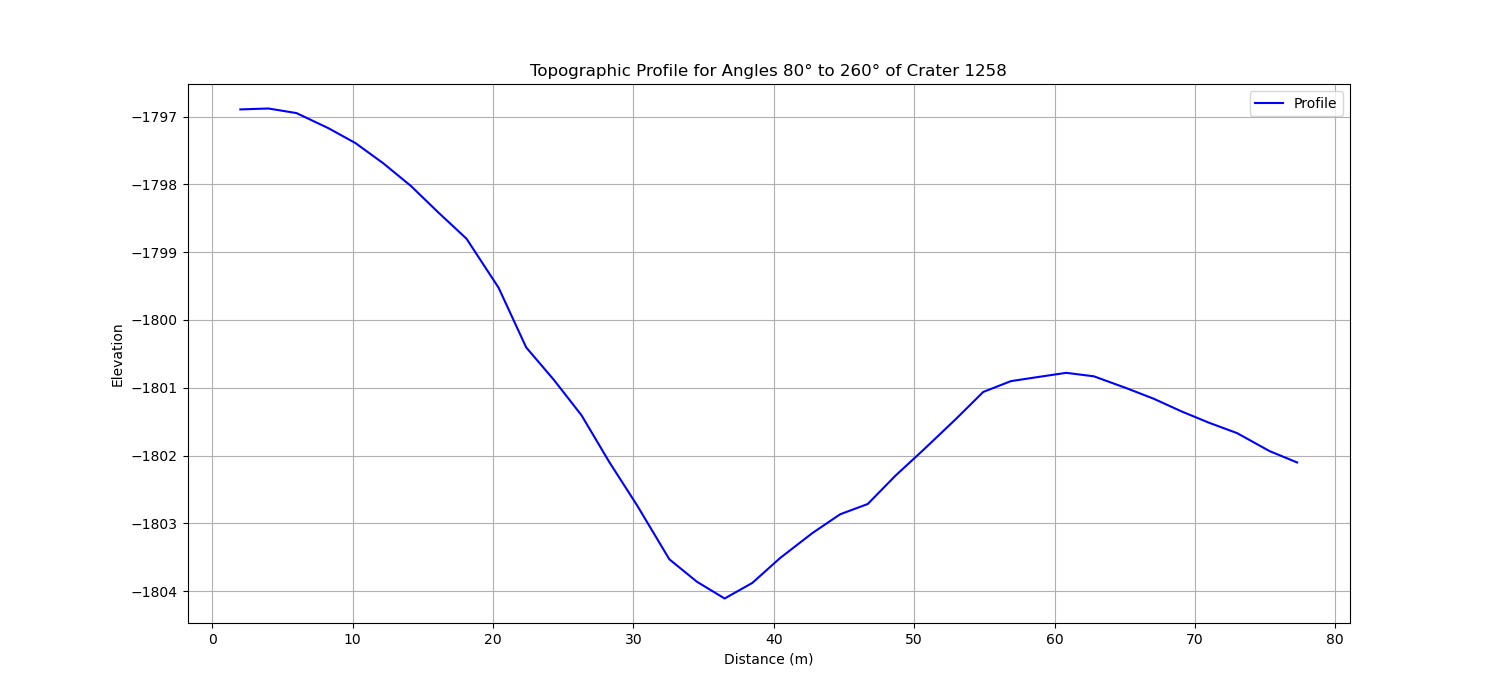 Topographic Profile for Angles 80° to 260° of Crater 1258
Profile
−1797
−1798
−1799
−1800
−1801
−1802
−1803
−1804
Elevation
0 10 20 30 40 50 60 70 80
Distance (m)